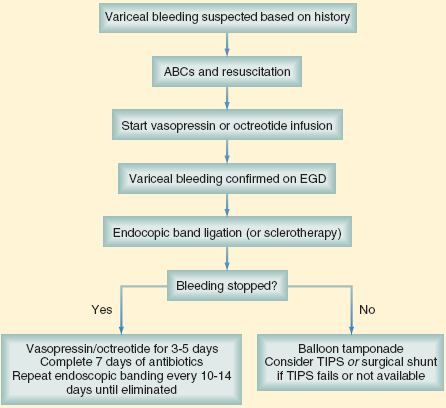 Variceal bleeding suspected based on history
ABCs and resuscitation
Start vasopressin or octreotide infusion
Variceal bleeding confirmed on EGD
Endocopic band ligation (or sclerotherapy)
Bleeding stopped?
Yes
No
Vasopressin/octreotide for 3-5 days
Complete 7 days of antibiotics
Repeat endoscopic banding every 10-14
days until eliminated
Balloon tamponade
Consider TIPS or surgical shunt
if TIPS fails or not available